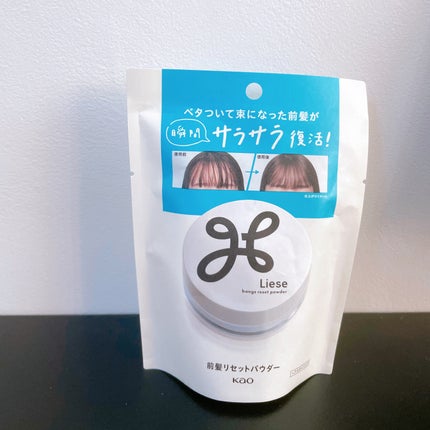 ベタついて束になった前髪が
瞬間 サラサラ 復活!
使用前 使用後
Liese
bangs reset powder
前髪リセットパウダー
Kao